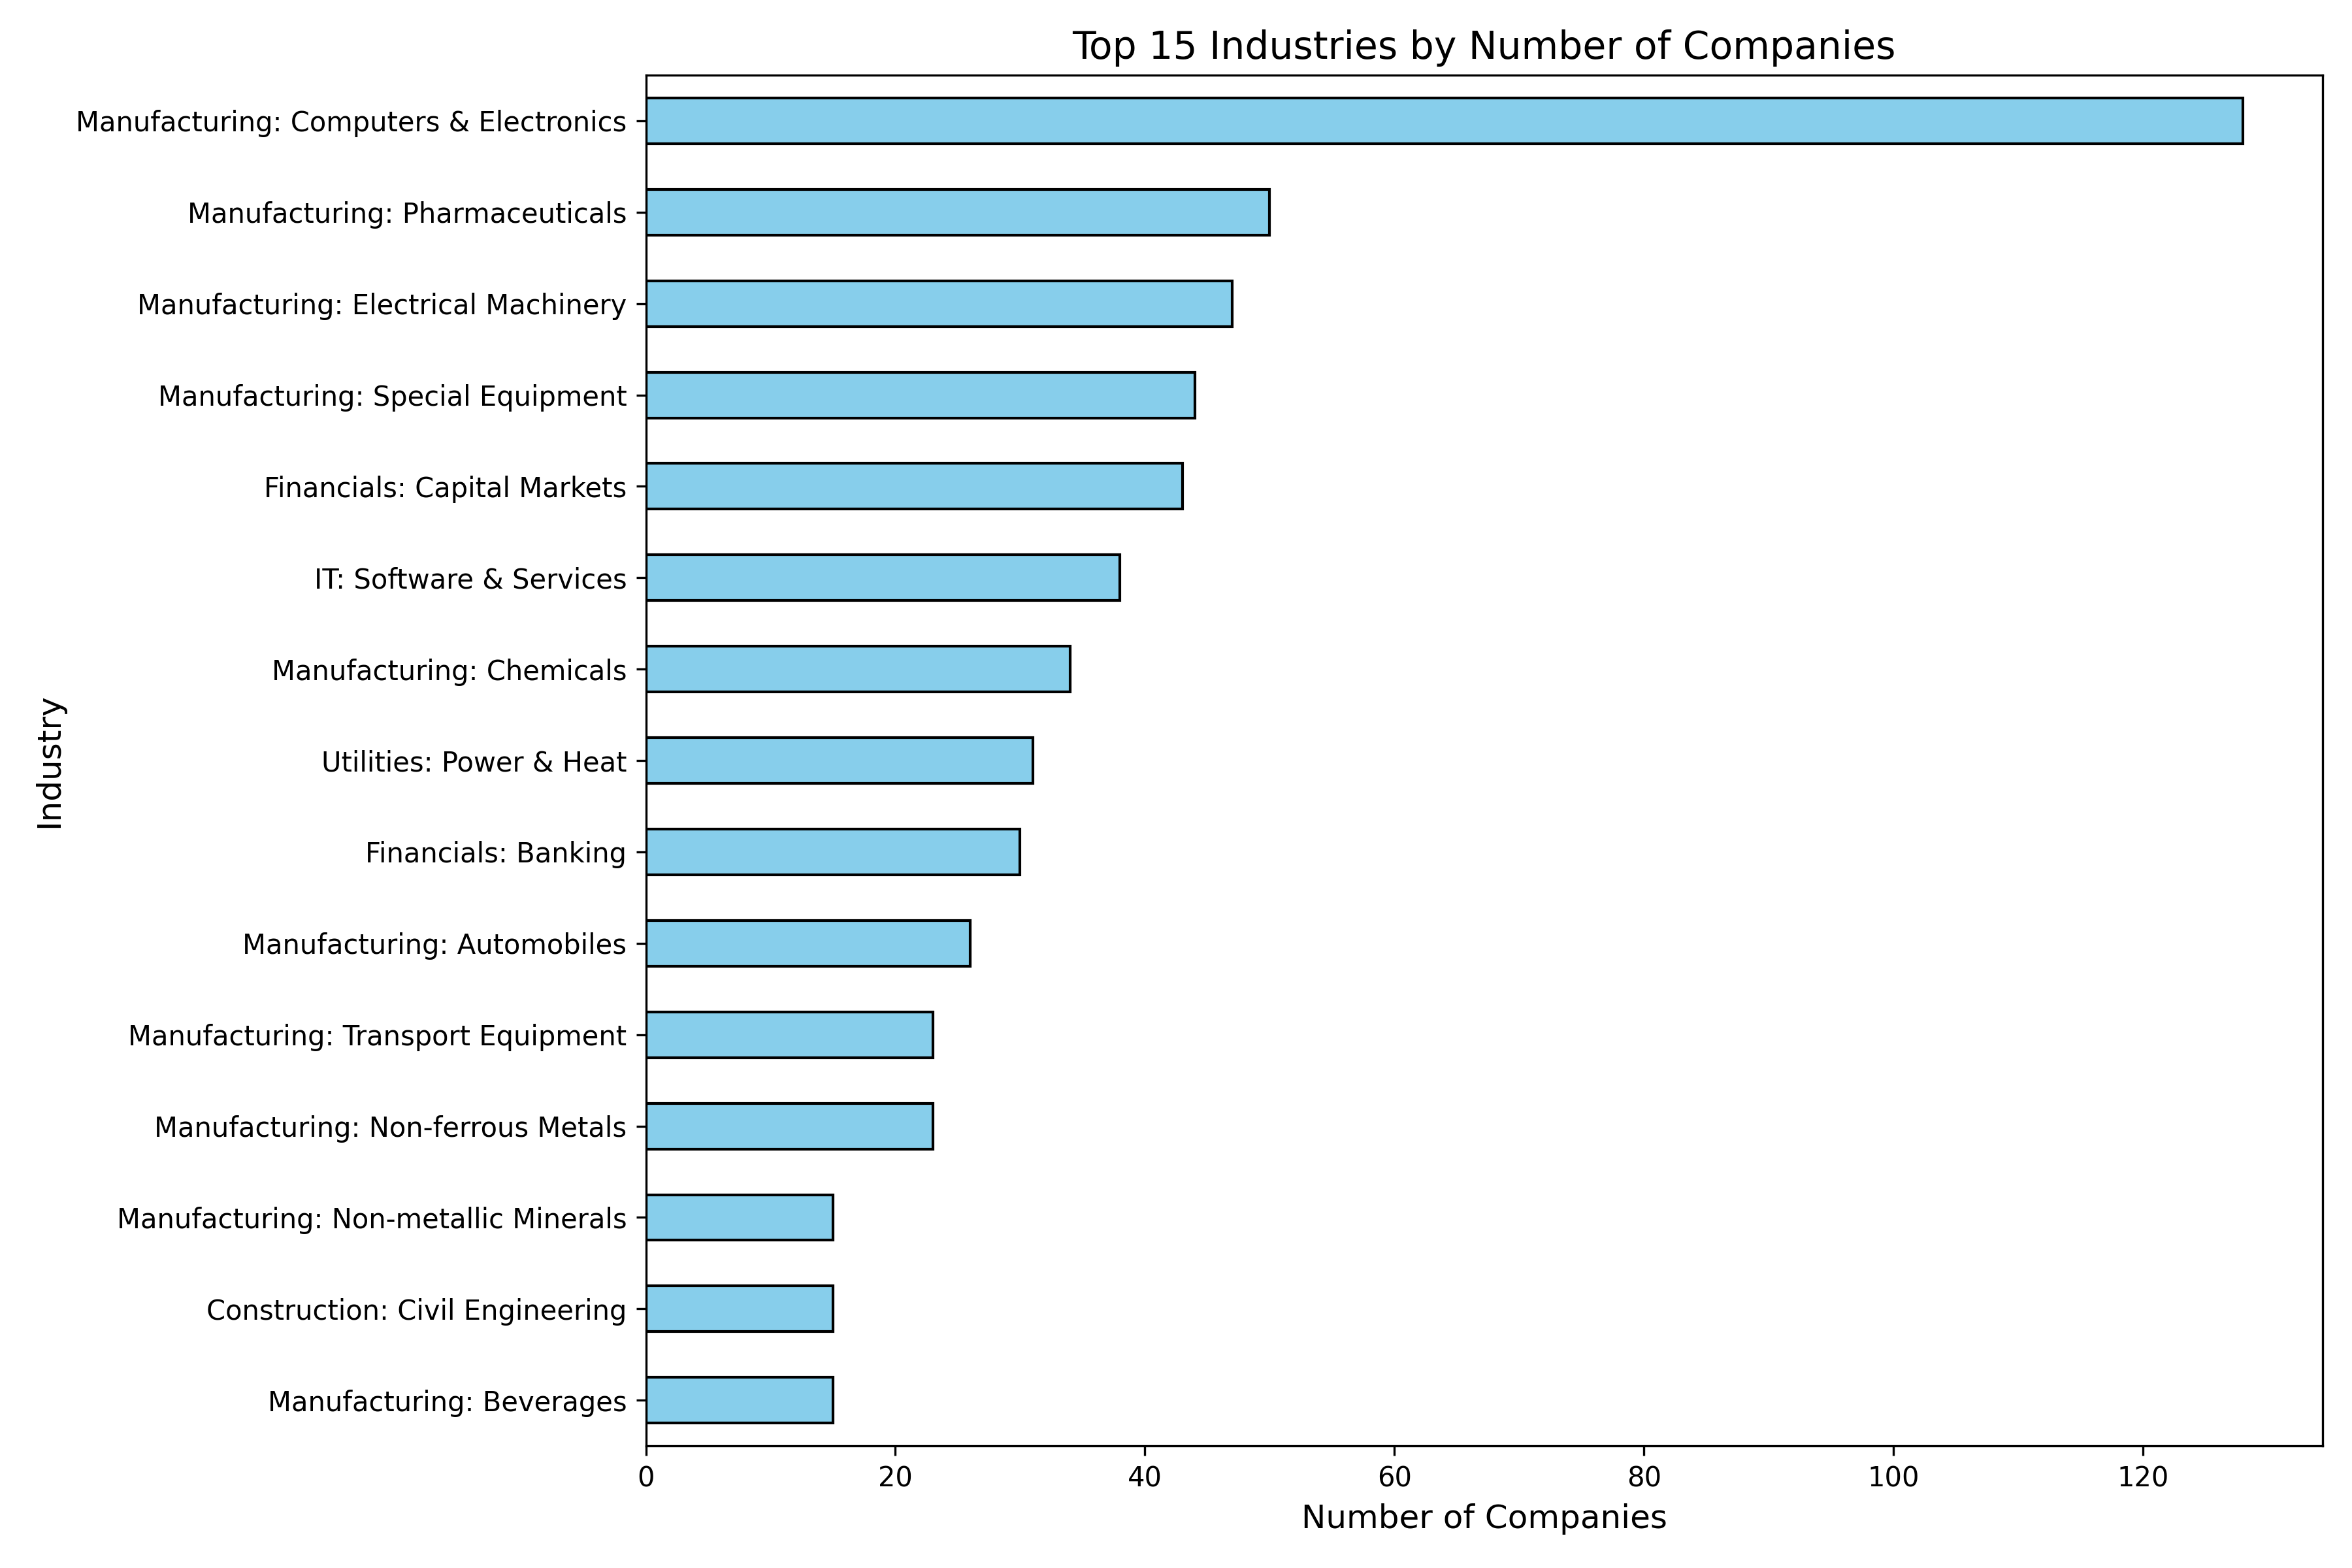 Top 15 Industries by Number of Companies
Manufacturing: Computers & Electronics
Manufacturing: Pharmaceuticals
Manufacturing: Electrical Machinery
Manufacturing: Special Equipment
Financials: Capital Markets
IT: Software & Services
Manufacturing: Chemicals
Utilities: Power & Heat
Financials: Banking
Manufacturing: Automobiles
Manufacturing: Transport Equipment
Manufacturing: Non-ferrous Metals
Manufacturing: Non-metallic Minerals
Construction: Civil Engineering
Manufacturing: Beverages
Industry
0 20 40 60 80 100 120
Number of Companies